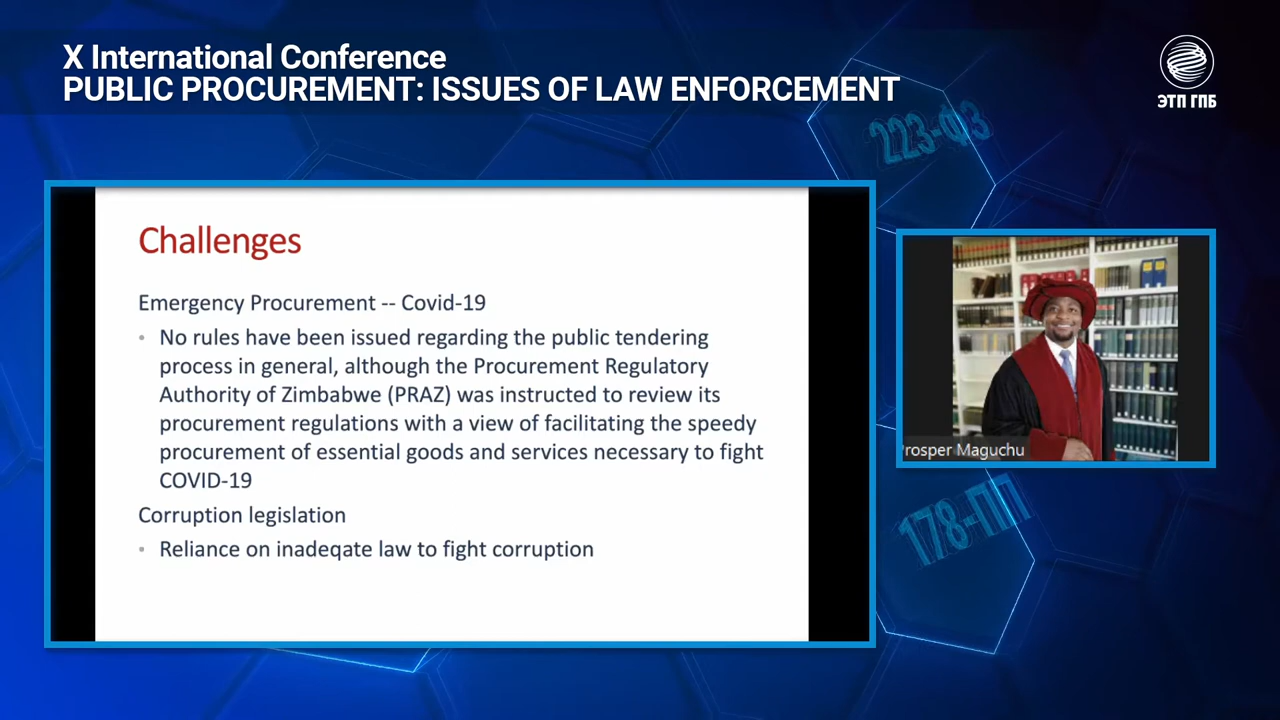 X International Conference
PUBLIC PROCUREMENT: ISSUES OF LAW ENFORCEMENT
ЭТП ГПБ
223-ФЗ
Challenges
Emergency Procurement -- Covid-19
• No rules have been issued regarding the public tendering
process in general, although the Procurement Regulatory
Authority of Zimbabwe (PRAZ) was instructed to review its
procurement regulations with a view of facilitating the speedy
procurement of essential goods and services necessary to fight
COVID-19
Corruption legislation
• Reliance on inadeqate law to fight corruption
rosper Maguchu
178-ПП